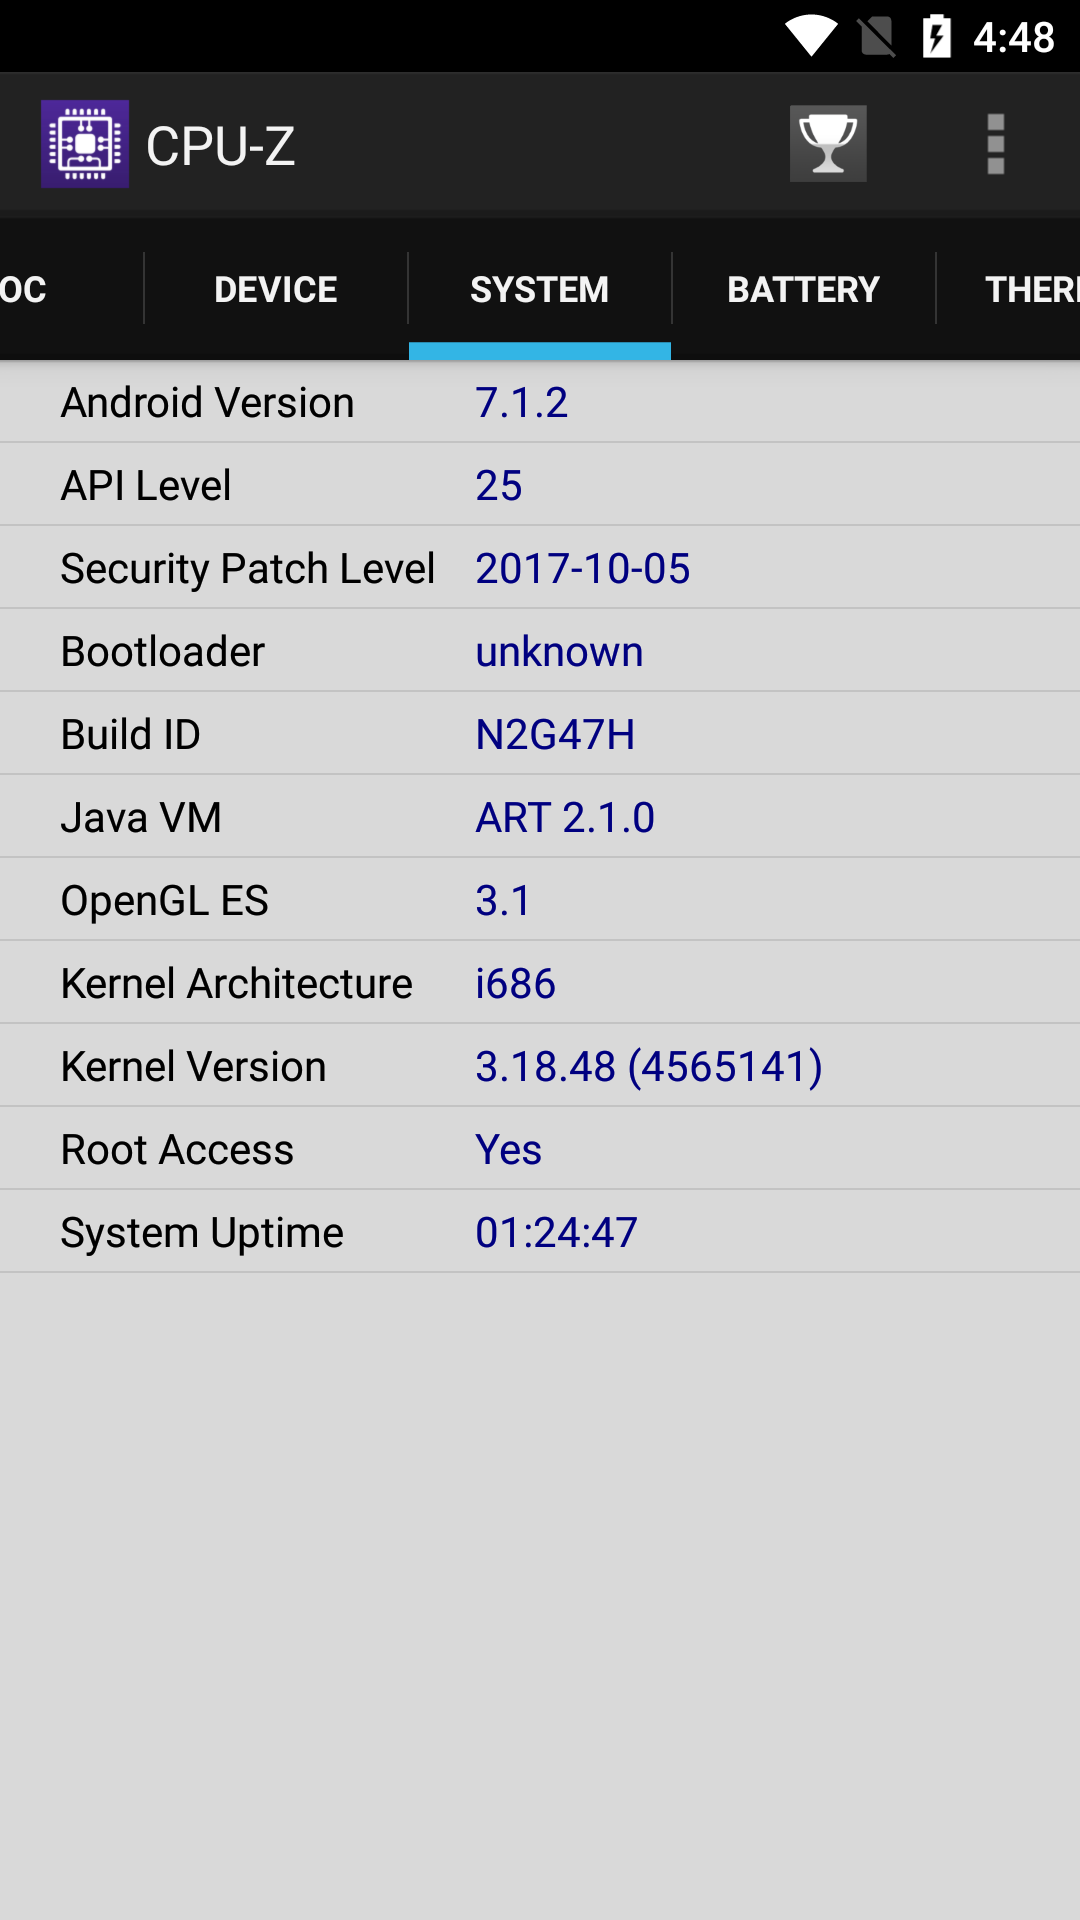 4:48
CPU-Z
OC DEVICE SYSTEM BATTERY THER
Android Version 7.1.2
API Level 25
Security Patch Level 2017-10-05
Bootloader unknown
Build ID N2G47H
Java VM ART 2.1.0
OpenGL ES 3.1
Kernel Architecture i686
Kernel Version 3.18.48 (4565141)
Root Access Yes
System Uptime 01:24:47